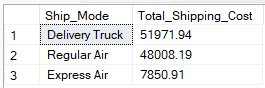 Ship_Mode Total_Shipping_Cost
1 Delivery Truck 51971.94
2 Regular Air 48008.19
3 Express Air 7850.91